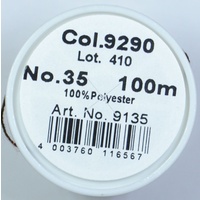 Col.9290
Lot. 410
No.35 100m
100%Polyester
Art. No. 9135
4 003760 116567